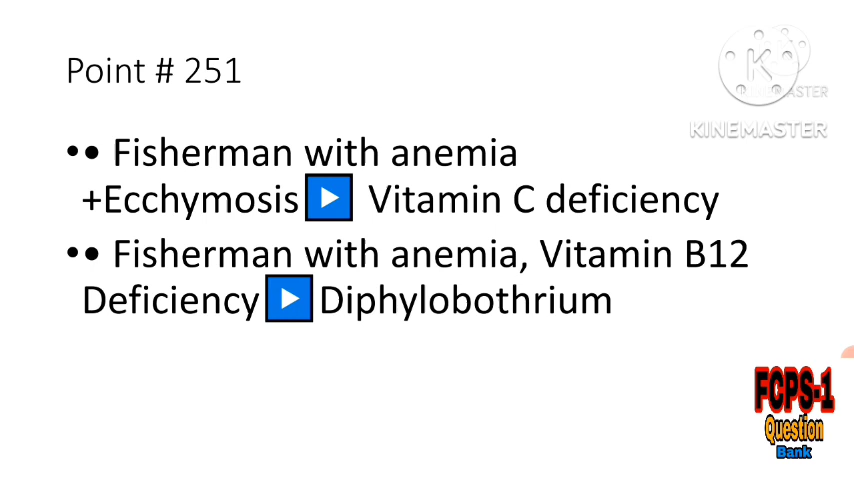 Point # 251
KINEMASTER
•• Fisherman with anemia
+Ecchymosis▶ Vitamin C deficiency
•• Fisherman with anemia, Vitamin B12
Deficiency▶Diphylobothrium
FCPS-1
Question
Bank